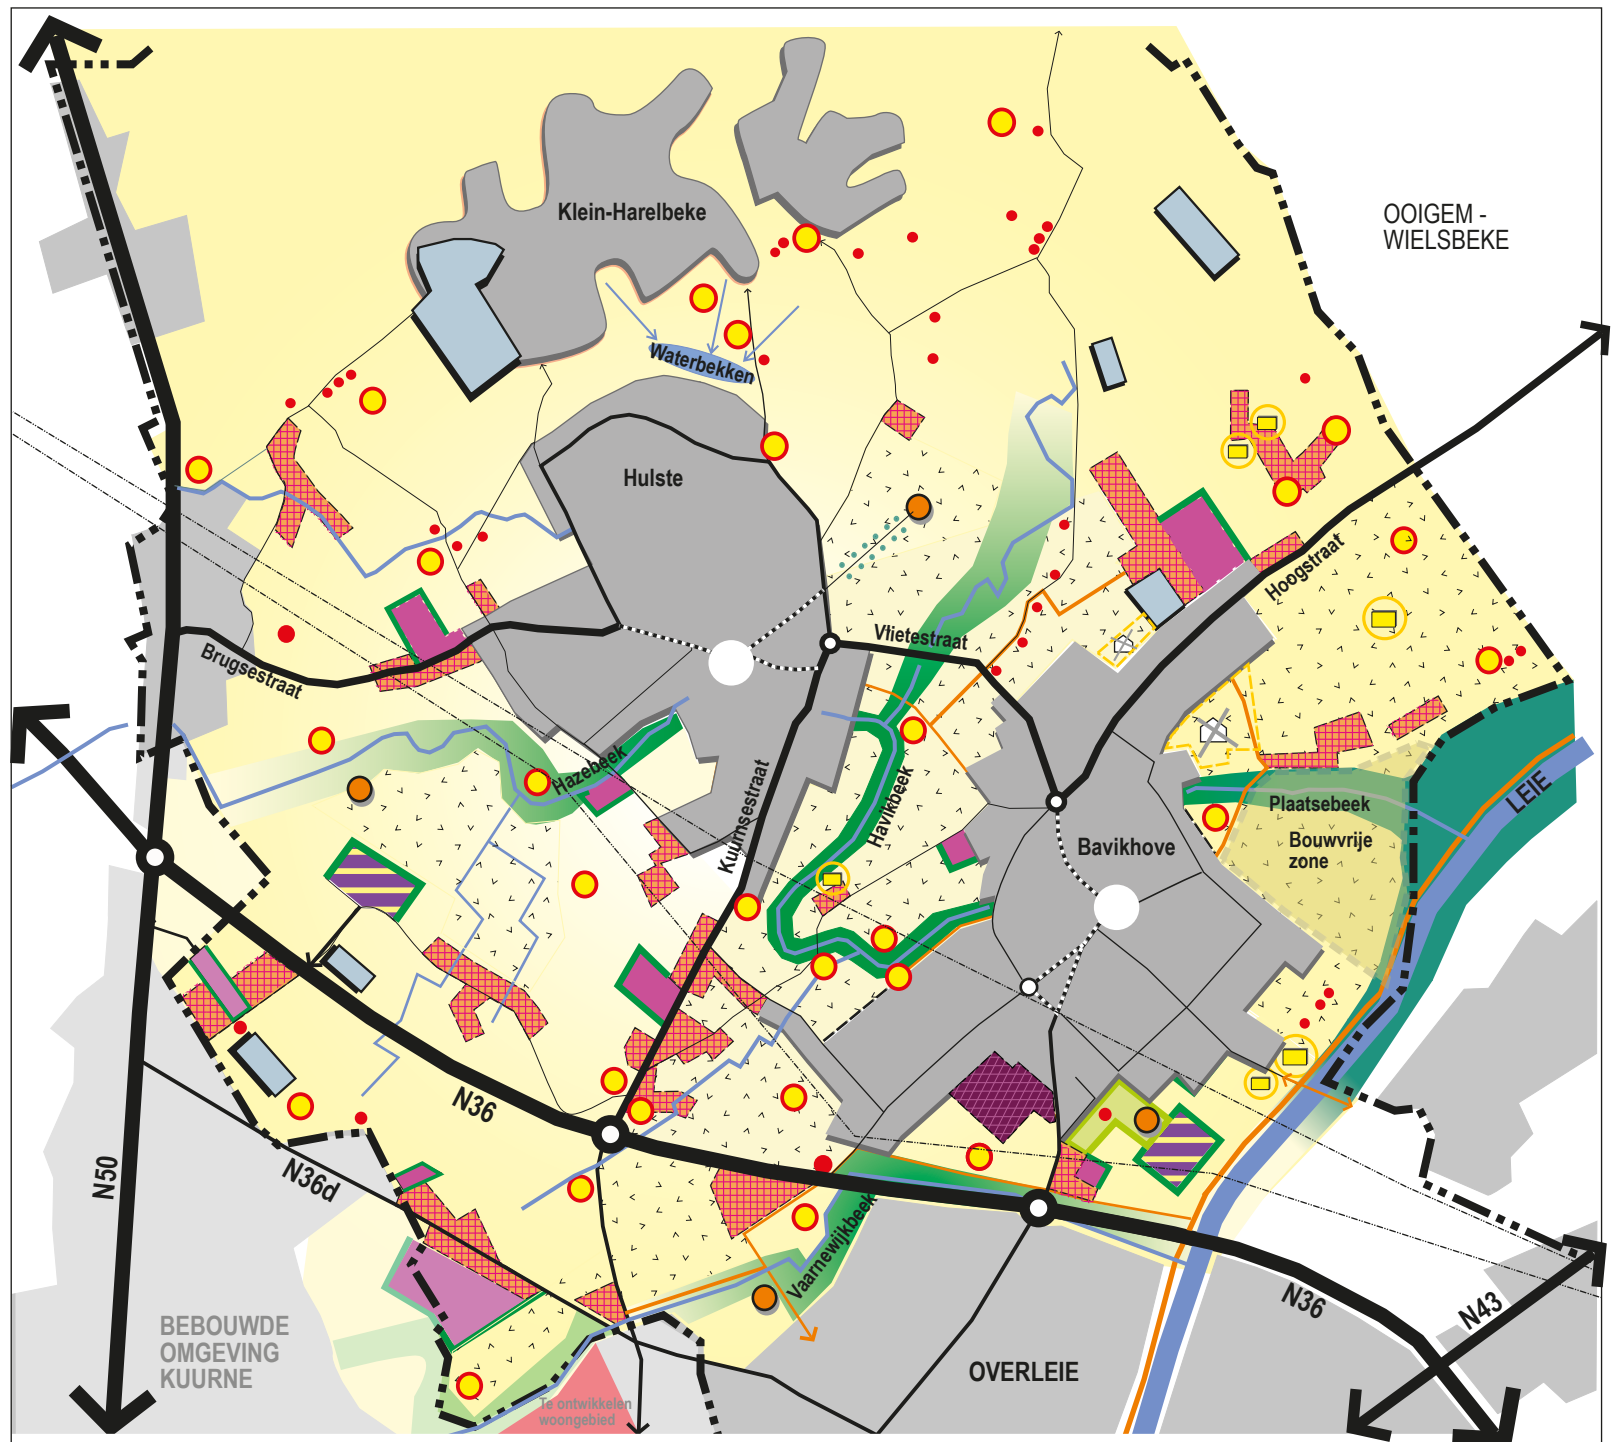 OOIGEM -
WIELSBEKE
Klein-Harelbeke
Waterbekken
Hulste
Hoogstraat
Vlietestraat
Brugsestraat
Hazebeek
Kuurnsestraat
Havikbeek
LEIE
Plaatsebeek
Bouwvrije
zone
Bavikhove
N36
N50
N36d
Vaarnewijkbeek
N36
N43
BEBOUWDE
OMGEVING
KUURNE
OVERLEIE
Te ontwikkelen
woongebied